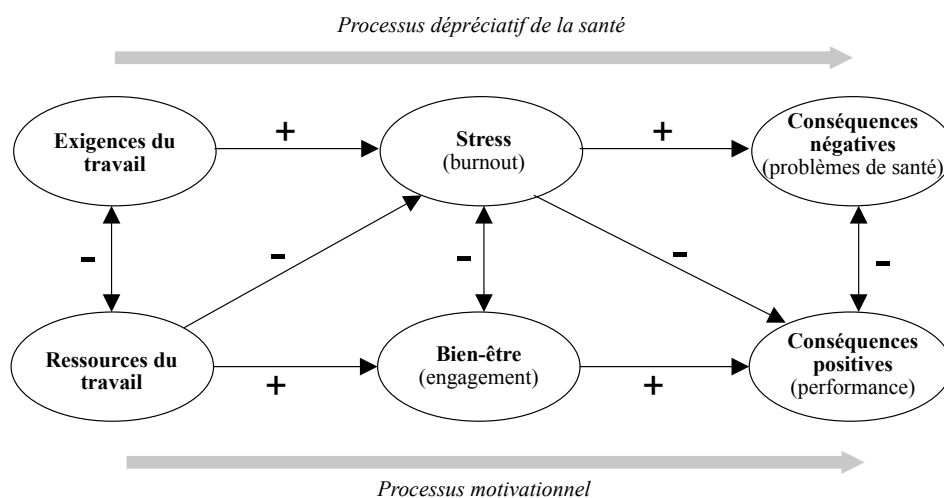 Processus dépréciatif de la santé
Exigences du
travail
+
Stress
(burnout)
+
Conséquences
négatives
(problèmes de santé)
-
-
-
-
-
Ressources du
travail
+
Bien-être
(engagement)
+
Conséquences
positives
(performance)
Processus motivationnel